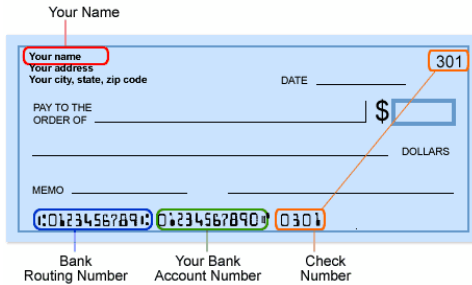 Your Name
Your name
Your address
Your city, state, zip code
301
DATE
PAY TO THE
ORDER OF
$
DOLLARS
MEMO
⑆0123456789⑆ 01234567890⑈ 0301
Bank
Routing Number
Your Bank
Account Number
Check
Number